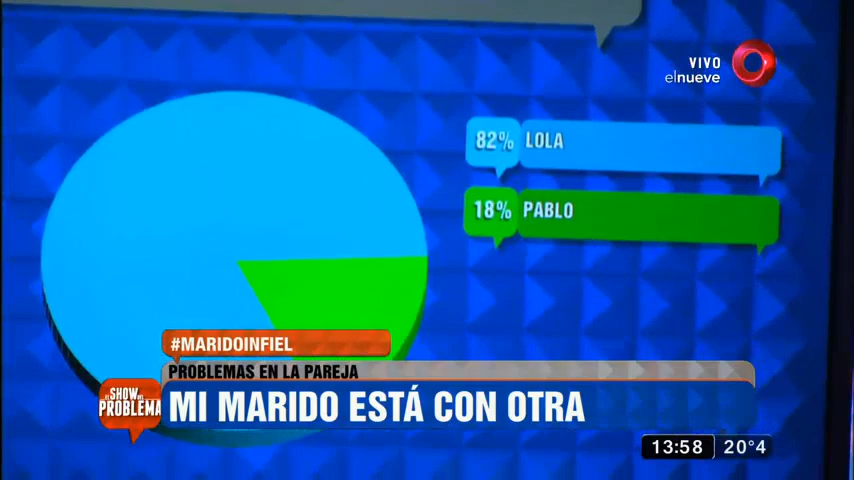 VIVO
elnueve
82% LOLA
18% PABLO
#MARIDOINFIEL
PROBLEMAS EN LA PAREJA
EL SHOW DEL
PROBLEMA
MI MARIDO ESTÁ CON OTRA
13:58 20°4